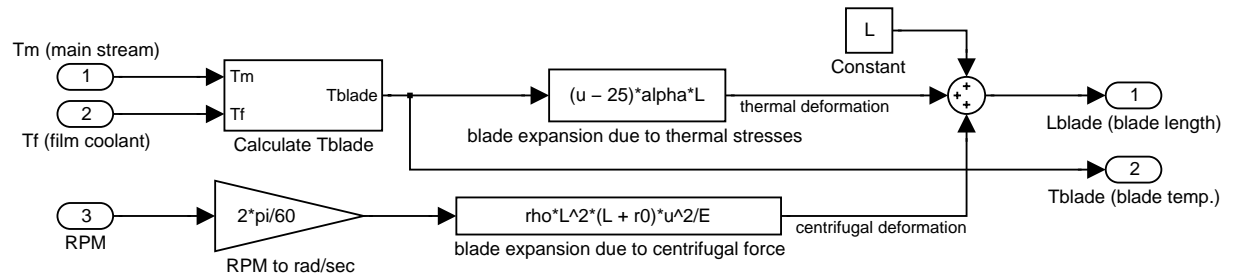 L
Constant
Tm (main stream)
1
Tm
Tf
Tblade
Calculate Tblade
2
Tf (film coolant)
(u − 25)*alpha*L
blade expansion due to thermal stresses
thermal deformation
+
+
+
1
Lblade (blade length)
2
Tblade (blade temp.)
3
RPM
2*pi/60
RPM to rad/sec
rho*L^2*(L + r0)*u^2/E
blade expansion due to centrifugal force
centrifugal deformation